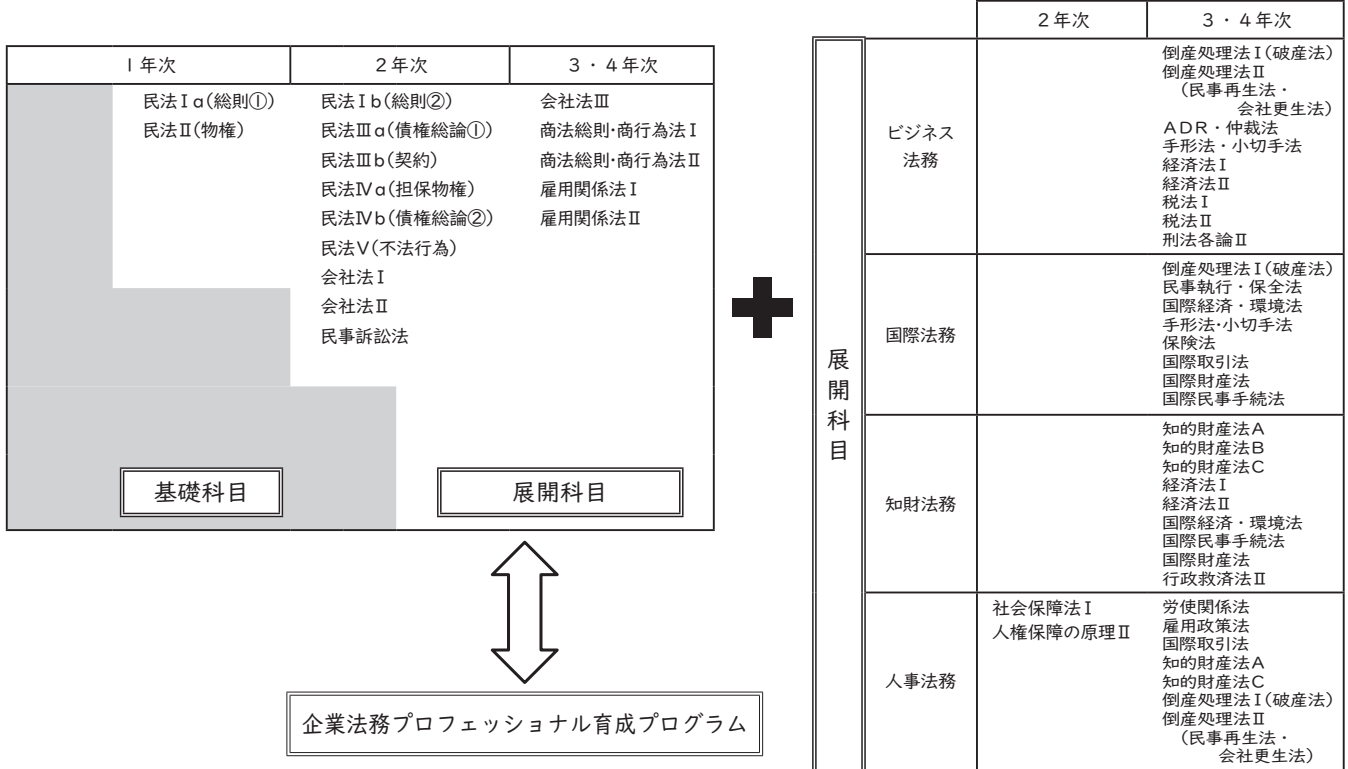 1年次
2年次
3・4年次
民法Ⅰa(総則①)
民法Ⅱ(物権)
民法Ⅰb(総則②)
民法Ⅲa(債権総論①)
民法Ⅲb(契約)
民法Ⅳa(担保物権)
民法Ⅳb(債権総論②)
民法Ⅴ(不法行為)
会社法Ⅰ
会社法Ⅱ
民事訴訟法
会社法Ⅲ
商法総則・商行為法Ⅰ
商法総則・商行為法Ⅱ
雇用関係法Ⅰ
雇用関係法Ⅱ
基礎科目
展開科目
企業法務プロフェッショナル育成プログラム
2年次
3・4年次
展開科目
ビジネス
法務
倒産処理法Ⅰ(破産法)
倒産処理法Ⅱ
(民事再生法・
会社更生法)
ADR・仲裁法
手形法・小切手法
経済法Ⅰ
経済法Ⅱ
税法Ⅰ
税法Ⅱ
刑法各論Ⅱ
国際法務
倒産処理法Ⅰ(破産法)
民事執行・保全法
国際経済・環境法
手形法・小切手法
保険法
国際取引法
国際財産法
国際民事手続法
知財法務
知的財産法A
知的財産法B
知的財産法C
経済法Ⅰ
経済法Ⅱ
国際経済・環境法
国際民事手続法
国際財産法
行政救済法Ⅱ
人事法務
社会保障法Ⅰ
人権保障の原理Ⅱ
労使関係法
雇用政策法
国際取引法
知的財産法A
知的財産法C
倒産処理法Ⅰ(破産法)
倒産処理法Ⅱ
(民事再生法・
会社更生法)